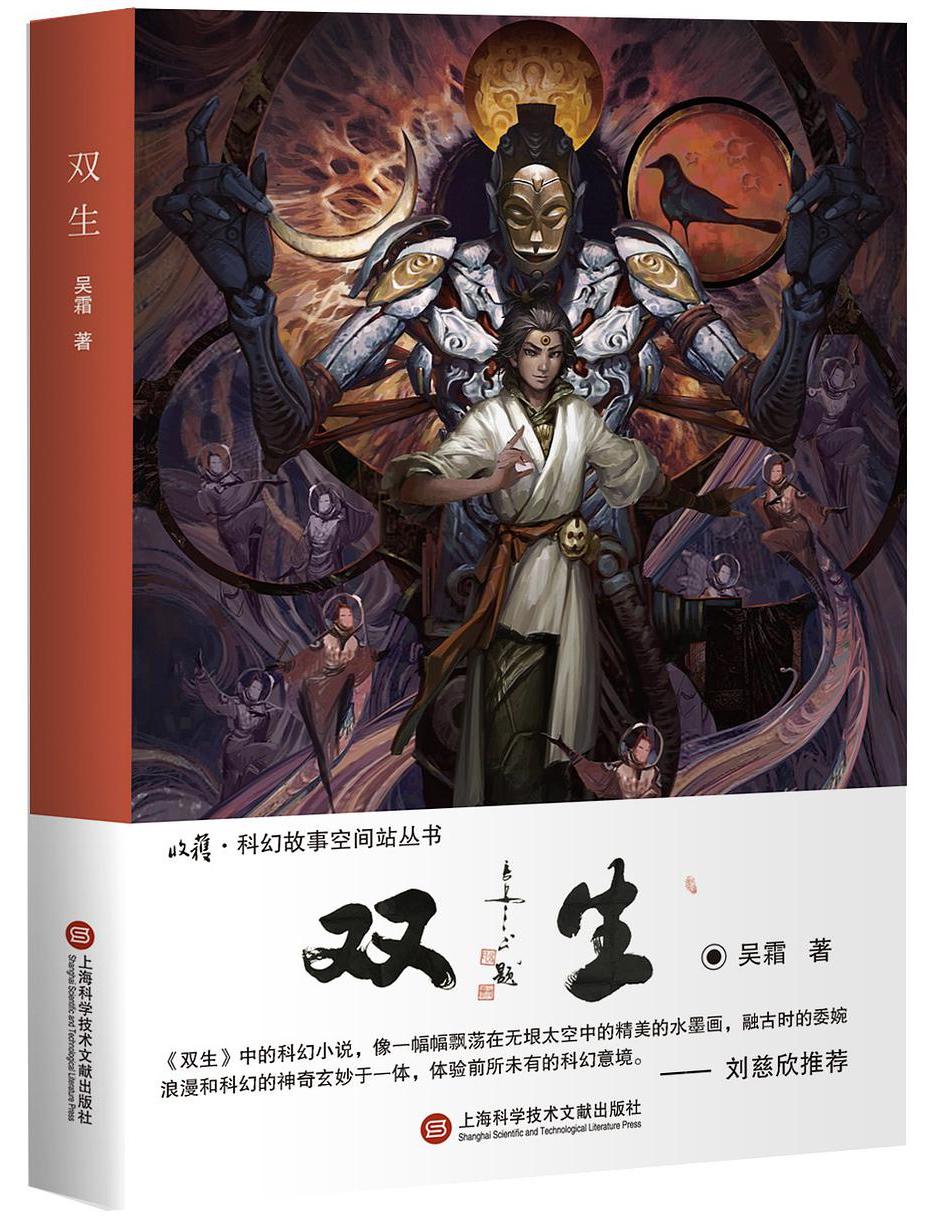 双生
吴霜 著
上海科学技术文献出版社
Shanghai Scientific and Technological Literature Press
收获·科幻故事空间站丛书
双生
题
吴霜 著
《双生》中的科幻小说，像一幅幅飘荡在无垠太空中的精美的水墨画，融古时的委婉
浪漫和科幻的神奇玄妙于一体，体验前所未有的科幻意境。
—— 刘慈欣推荐
上海科学技术文献出版社
Shanghai Scientific and Technological Literature Press